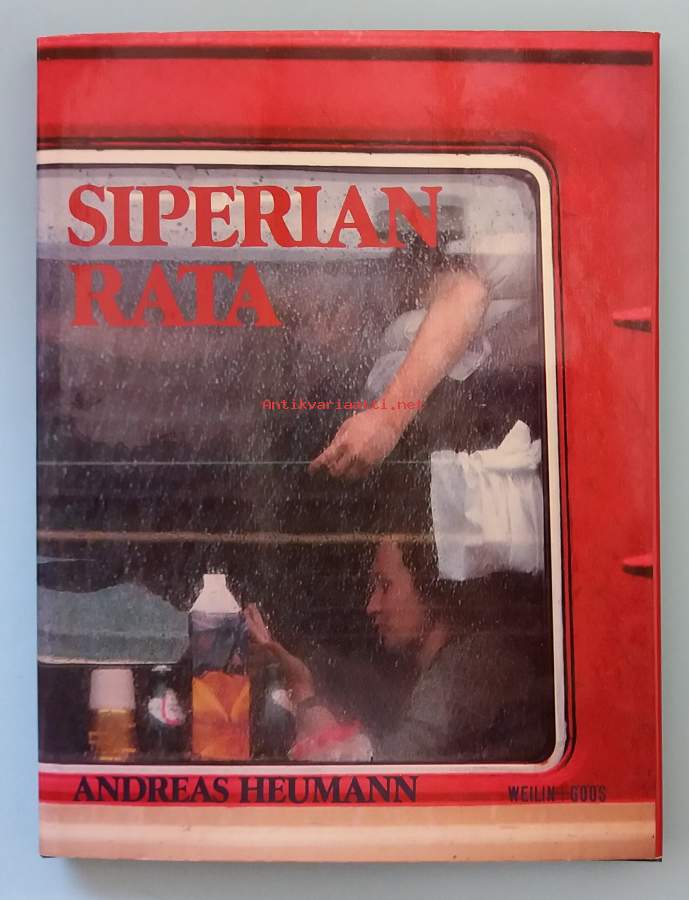 SIPERIAN
RATA
Antikvariaatti.net
ANDREAS HEUMANN
WEILIN+GÖÖS